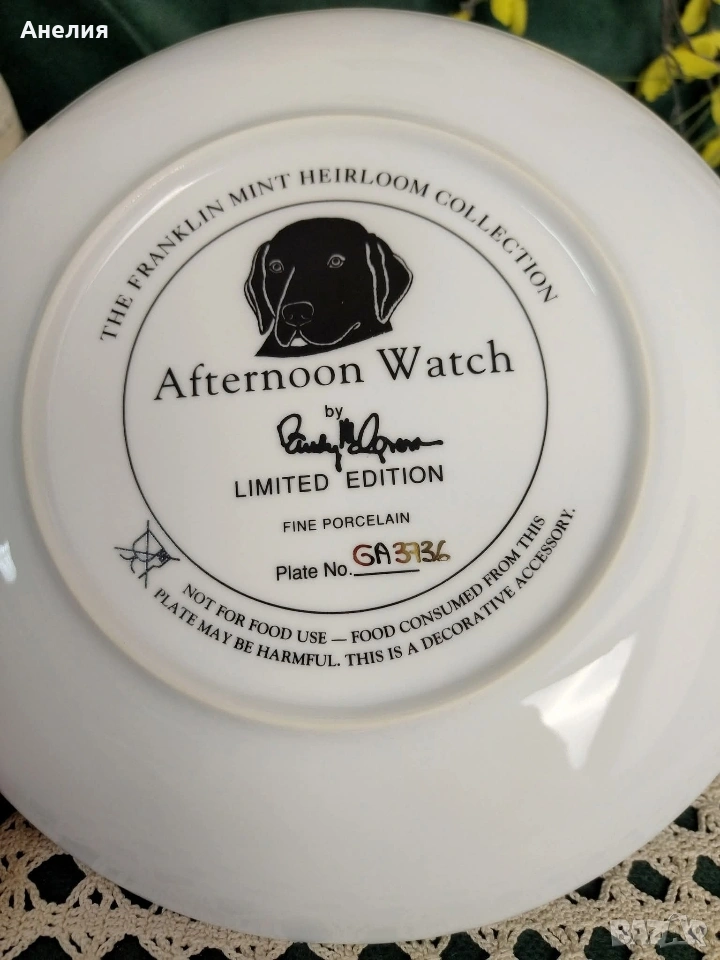 Анелия
THE FRANKLIN MINT HEIRLOOM COLLECTION
Afternoon Watch
by
LIMITED EDITION
FINE PORCELAIN
Plate No. GA3736
NOT FOR FOOD USE — FOOD CONSUMED FROM THIS
PLATE MAY BE HARMFUL. THIS IS A DECORATIVE ACCESSORY.
BAZAR